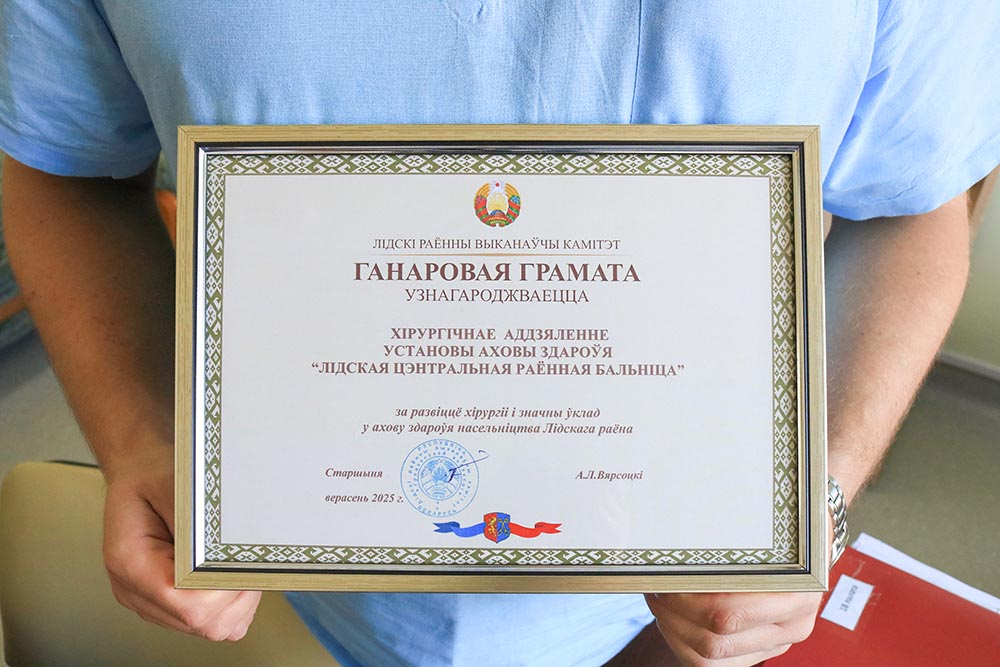 ЛІДСКІ РАЁННЫ ВЫКАНАЎЧЫ КАМІТЭТ
ГАНАРОВАЯ ГРАМАТА
УЗНАГАРОДЖВАЕЦЦА
ХІРУРГІЧНАЕ АДДЗЯЛЕННЕ
УСТАНОВЫ АХОВЫ ЗДАРОЎЯ
“ЛІДСКАЯ ЦЭНТРАЛЬНАЯ РАЁННАЯ БАЛЬНІЦА”
за развіццё хірургіі і значны ўклад
у ахову здароўя насельніцтва Лідскага раёна
Старшыня
А.Л.Вярсоцкі
верасень 2025 г.